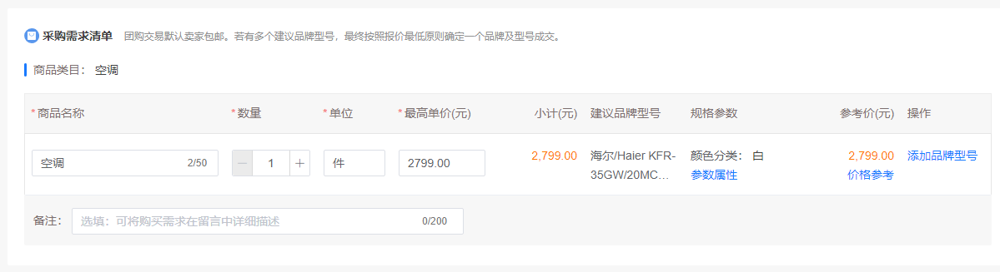 采购需求清单 团购交易默认卖家包邮。若有多个建议品牌型号，最终按照报价最低原则确定一个品牌及型号成交。
商品类目： 空调
*商品名称 *数量 *单位 *最高单价(元) 小计(元) 建议品牌型号 规格参数 参考价(元) 操作
空调 2/50 － 1 ＋ 件 2799.00 2,799.00 海尔/Haier KFR- 颜色分类： 白 2,799.00 添加品牌型号
35GW/20MC... 参数属性 价格参考
备注： 选填：可将购买需求在留言中详细描述 0/200